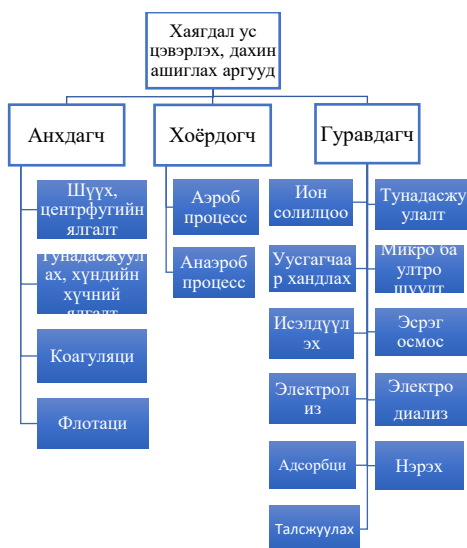 Хаягдал ус
цэвэрлэх, дахин
ашиглах аргууд
Анхдагч
Хоёрдогч
Гуравдагч
Шүүх,
центрфугийн
ялгалт
Тунадасжуул
ах, хүндийн
хүчний
ялгалт
Коагуляци
Флотаци
Аэроб
процесс
Анаэроб
процесс
Ион
солилцоо
Тунадасжу
улалт
Уусгагчаа
р хандлах
Микро ба
ултро
шүүлт
Исэлдүүл
эх
Эсрэг
осмос
Электрол
из
Электро
диализ
Адсорбци
Нэрэх
Талсжуулах